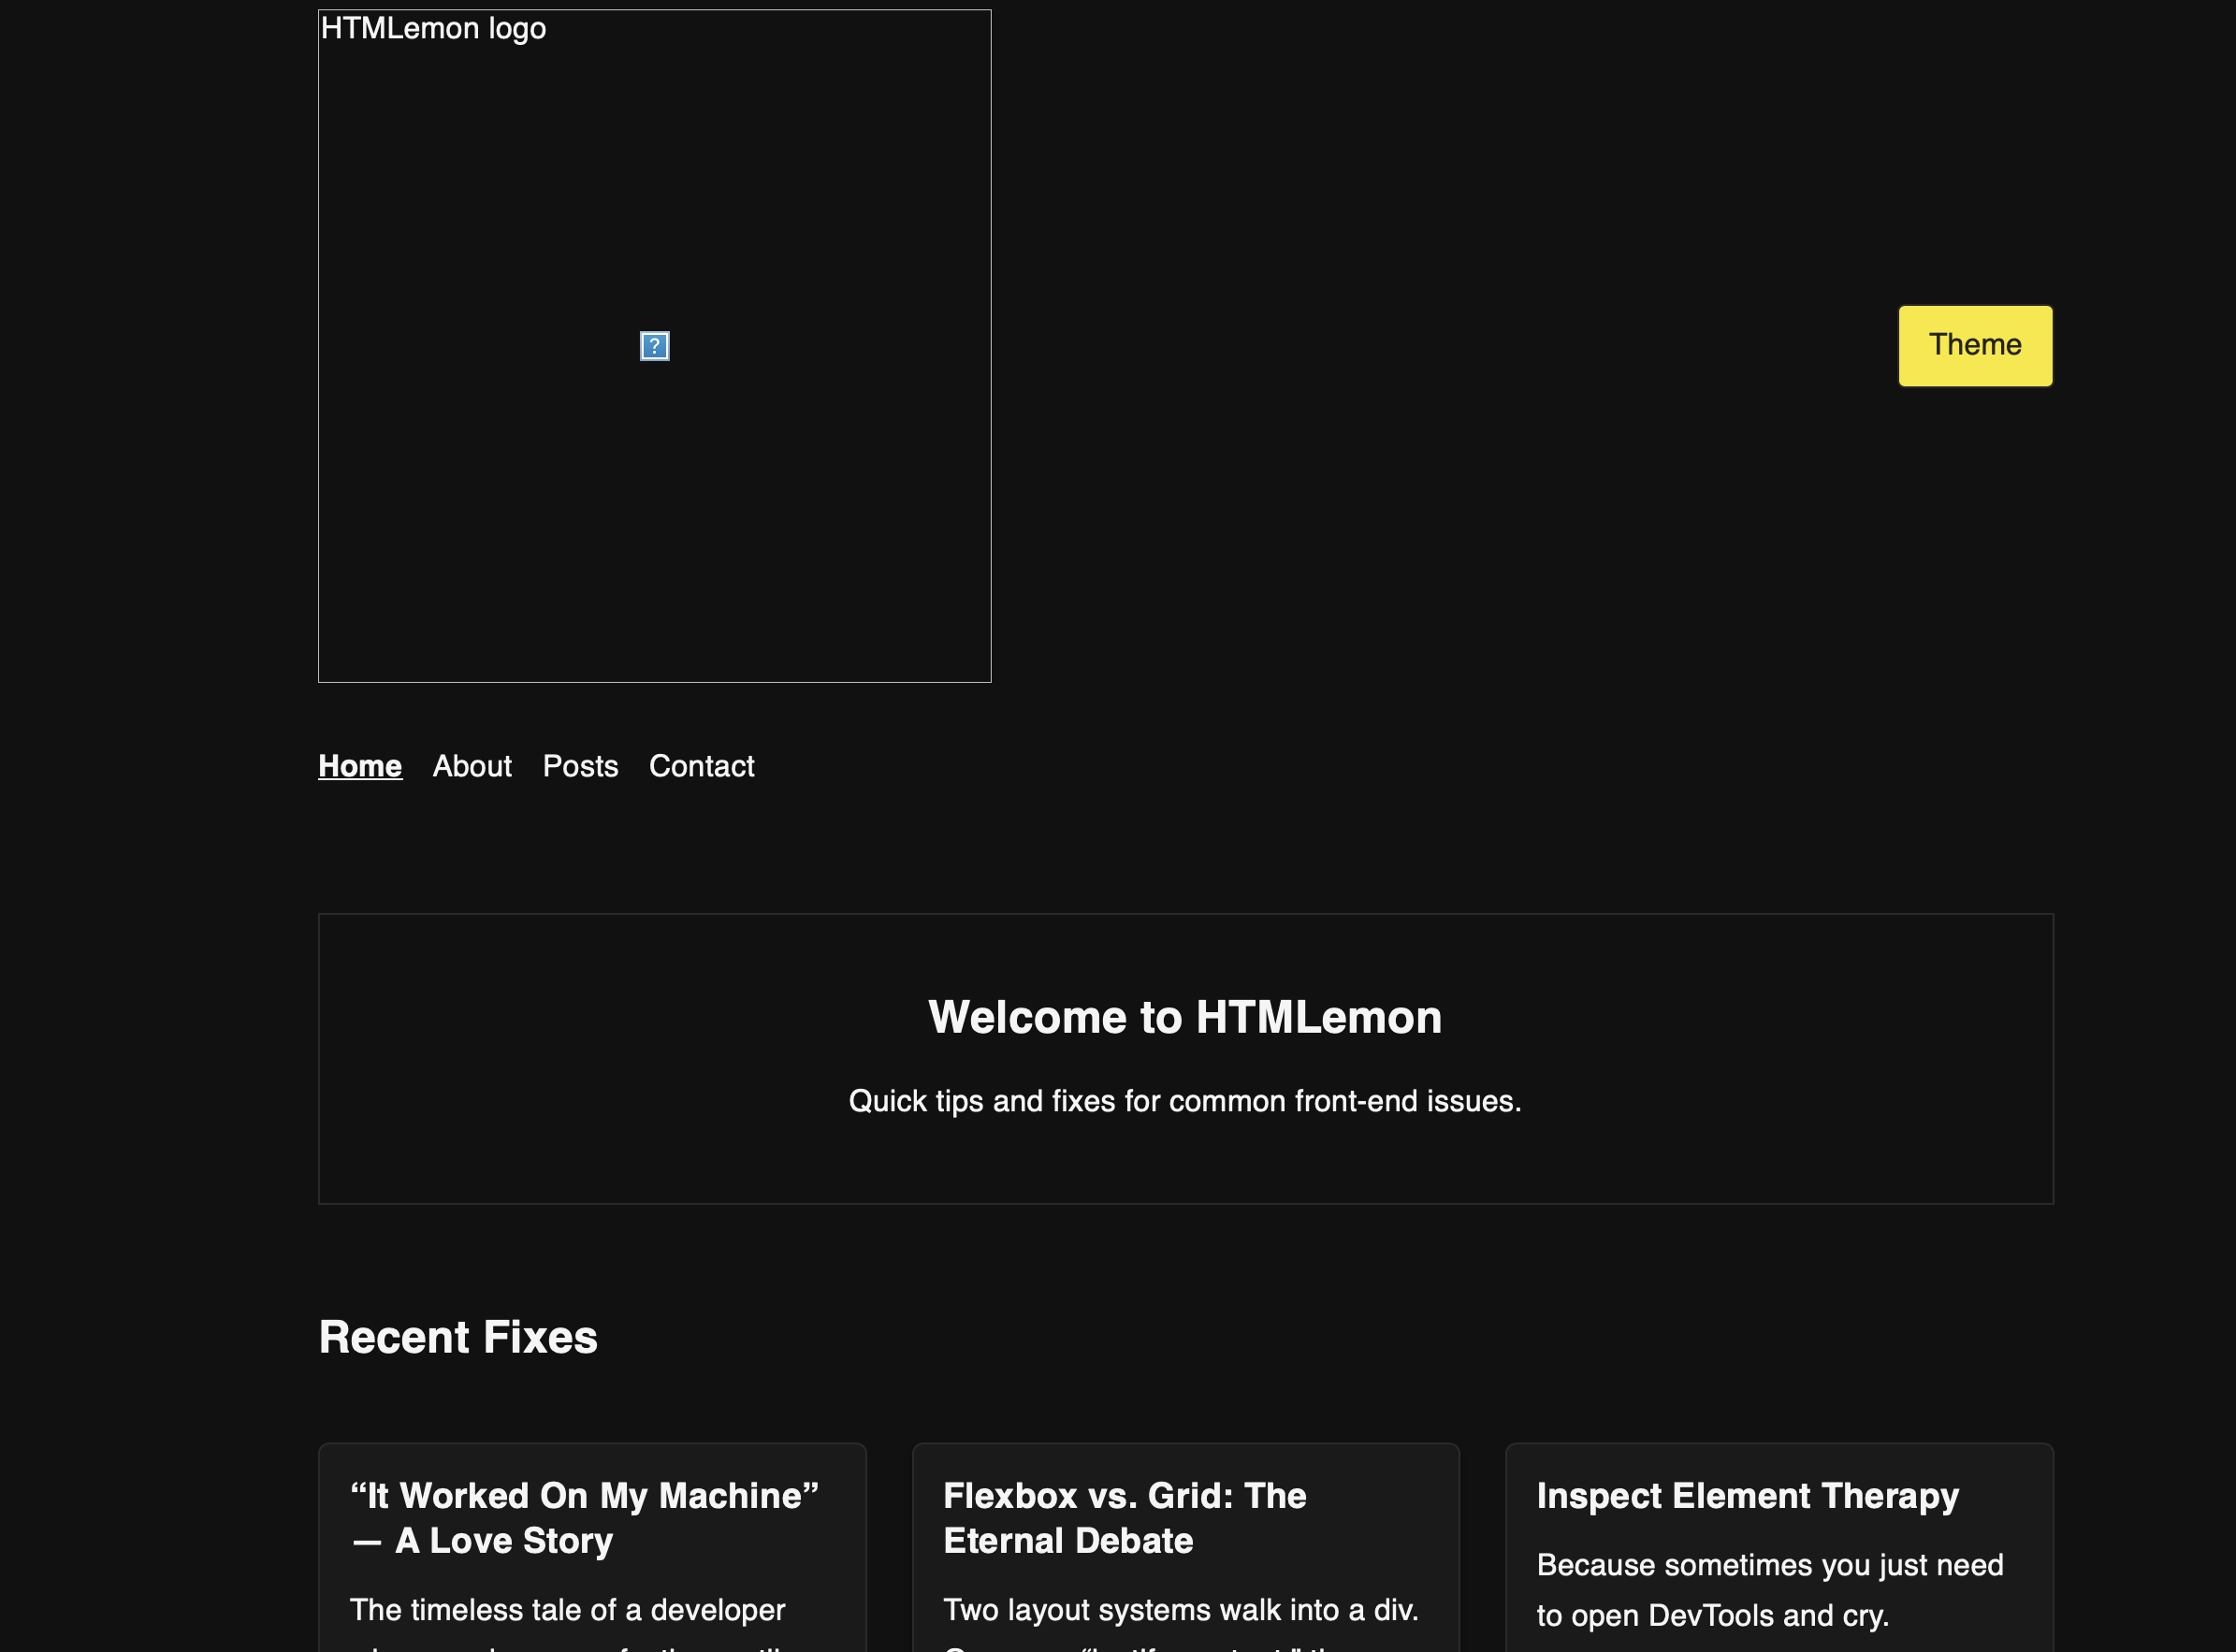 HTMLemon logo
?
Theme
Home About Posts Contact
Welcome to HTMLemon
Quick tips and fixes for common front-end issues.
Recent Fixes
“It Worked On My Machine”
— A Love Story
The timeless tale of a developer
Flexbox vs. Grid: The
Eternal Debate
Two layout systems walk into a div.
Inspect Element Therapy
Because sometimes you just need
to open DevTools and cry.